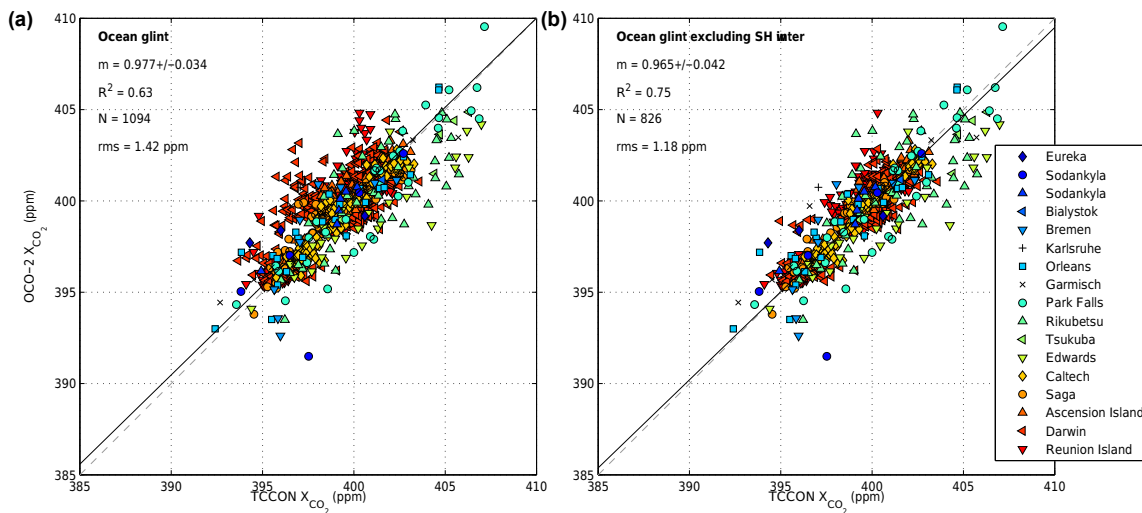 (a)
Ocean glint
m = 0.977+/-0.034
R2 = 0.63
N = 1094
rms = 1.42 ppm
410
405
400
395
390
385
OCO-2 XCO2 (ppm)
385 390 395 400 405 410
TCCON XCO2 (ppm)
(b)
Ocean glint excluding SH
m = 0.965+/-0.042
R2 = 0.75
N = 826
rms = 1.18 ppm
410
405
400
395
390
385
385 390 395 400 405 410
TCCON XCO2 (ppm)
Eureka
Sodankyla
Sodankyla
Bialystok
Bremen
Karlsruhe
Orleans
Garmisch
Park Falls
Rikubetsu
Tsukuba
Edwards
Caltech
Saga
Ascension Island
Darwin
Reunion Island